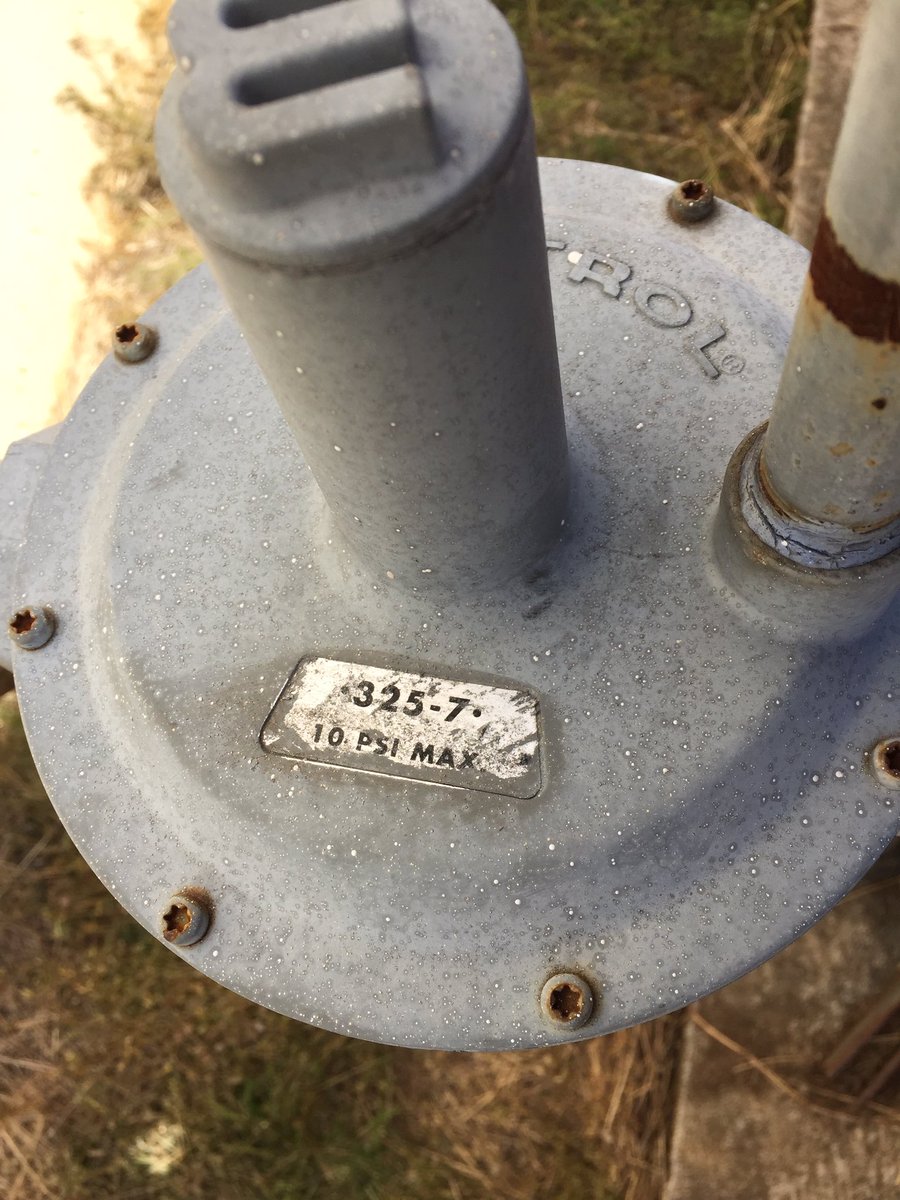 TROL®
325-7
10 PSI MAX.